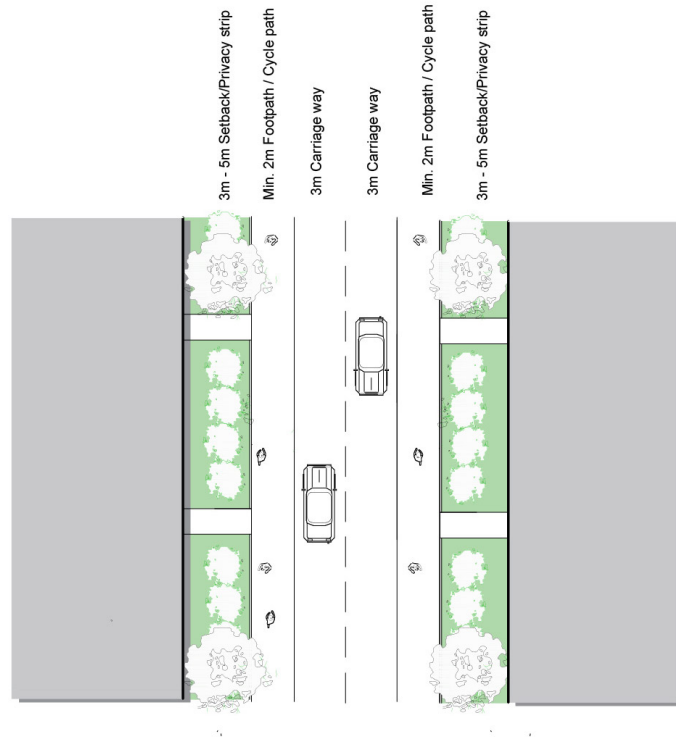 3m - 5m Setback/Privacy strip
Min. 2m Footpath / Cycle path
3m Carriage way
3m Carriage way
Min. 2m Footpath / Cycle path
3m - 5m Setback/Privacy strip